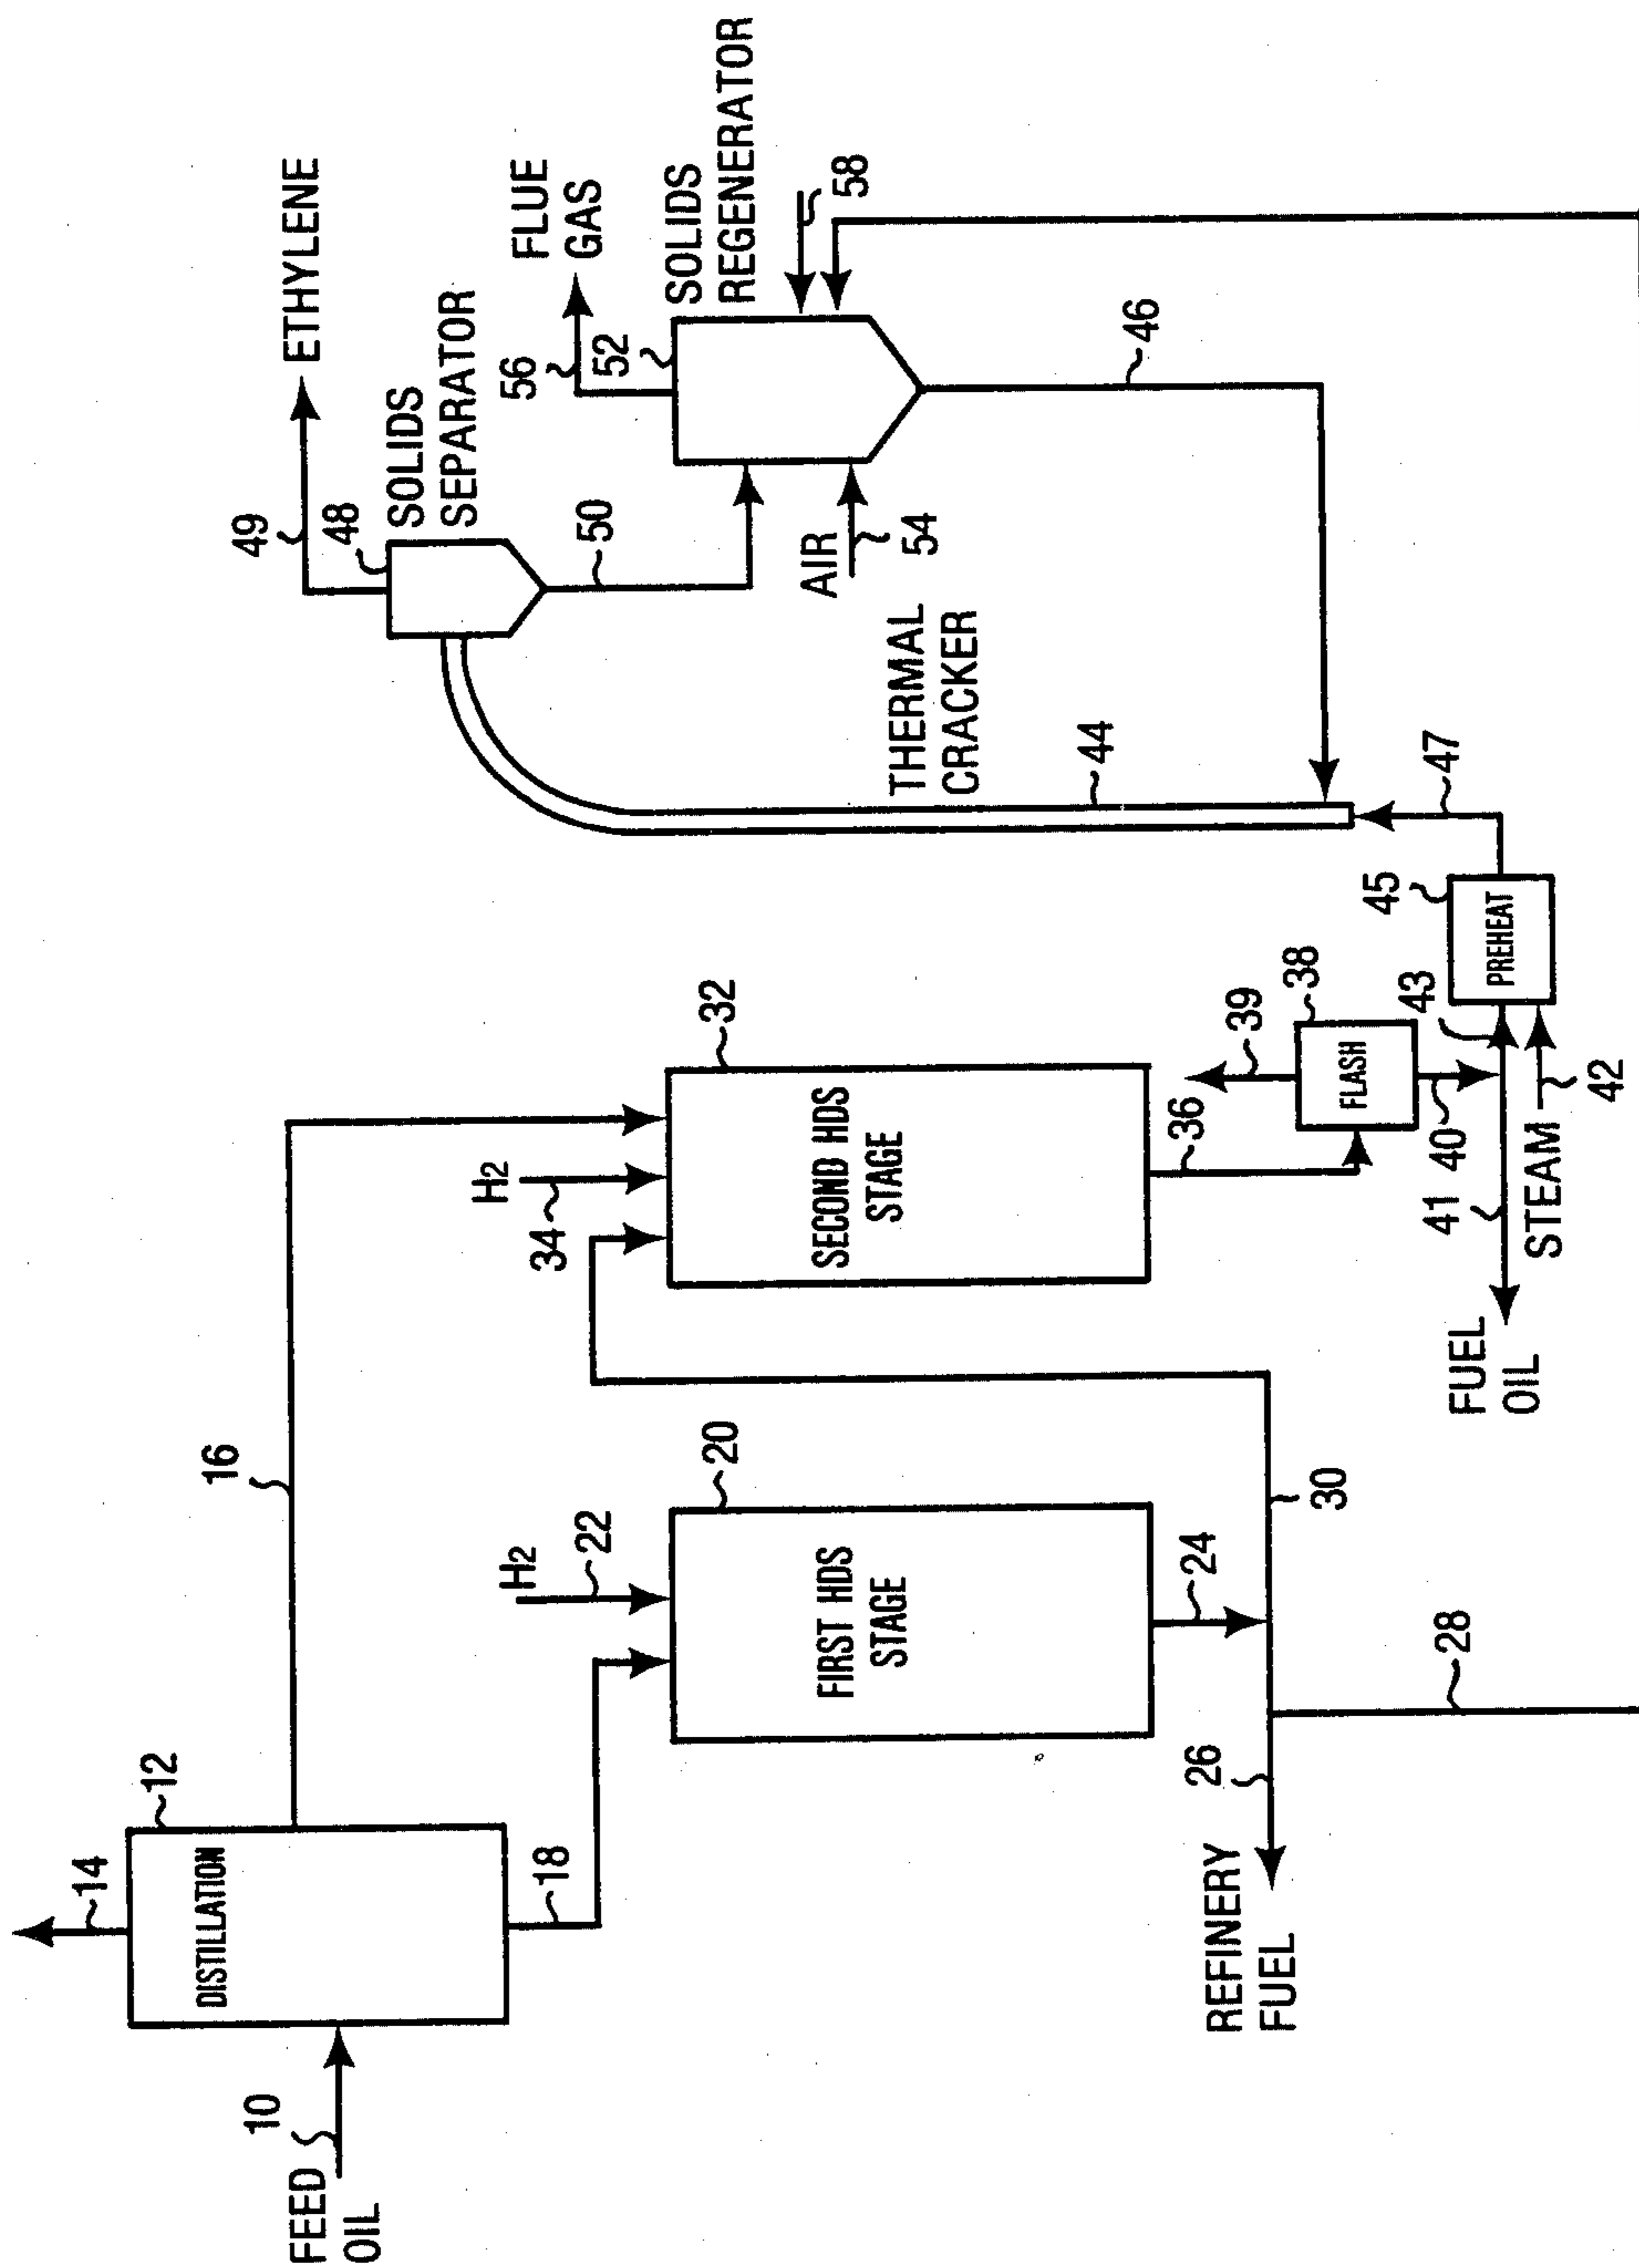 FEED
OIL
10
14
12
DISTILLATION
16
18
H2
22
20
FIRST HDS
STAGE
24
26
REFINERY
FUEL
28
30
H2
34
32
SECOND HDS
STAGE
36
39
38
FLASH
40
41
43
FUEL
OIL
STEAM
42
45
PREHEAT
47
44
THERMAL
CRACKER
49
ETHYLENE
48
SOLIDS
SEPARATOR
50
AIR
54
56
FLUE
GAS
52
SOLIDS
REGENERATOR
58
46